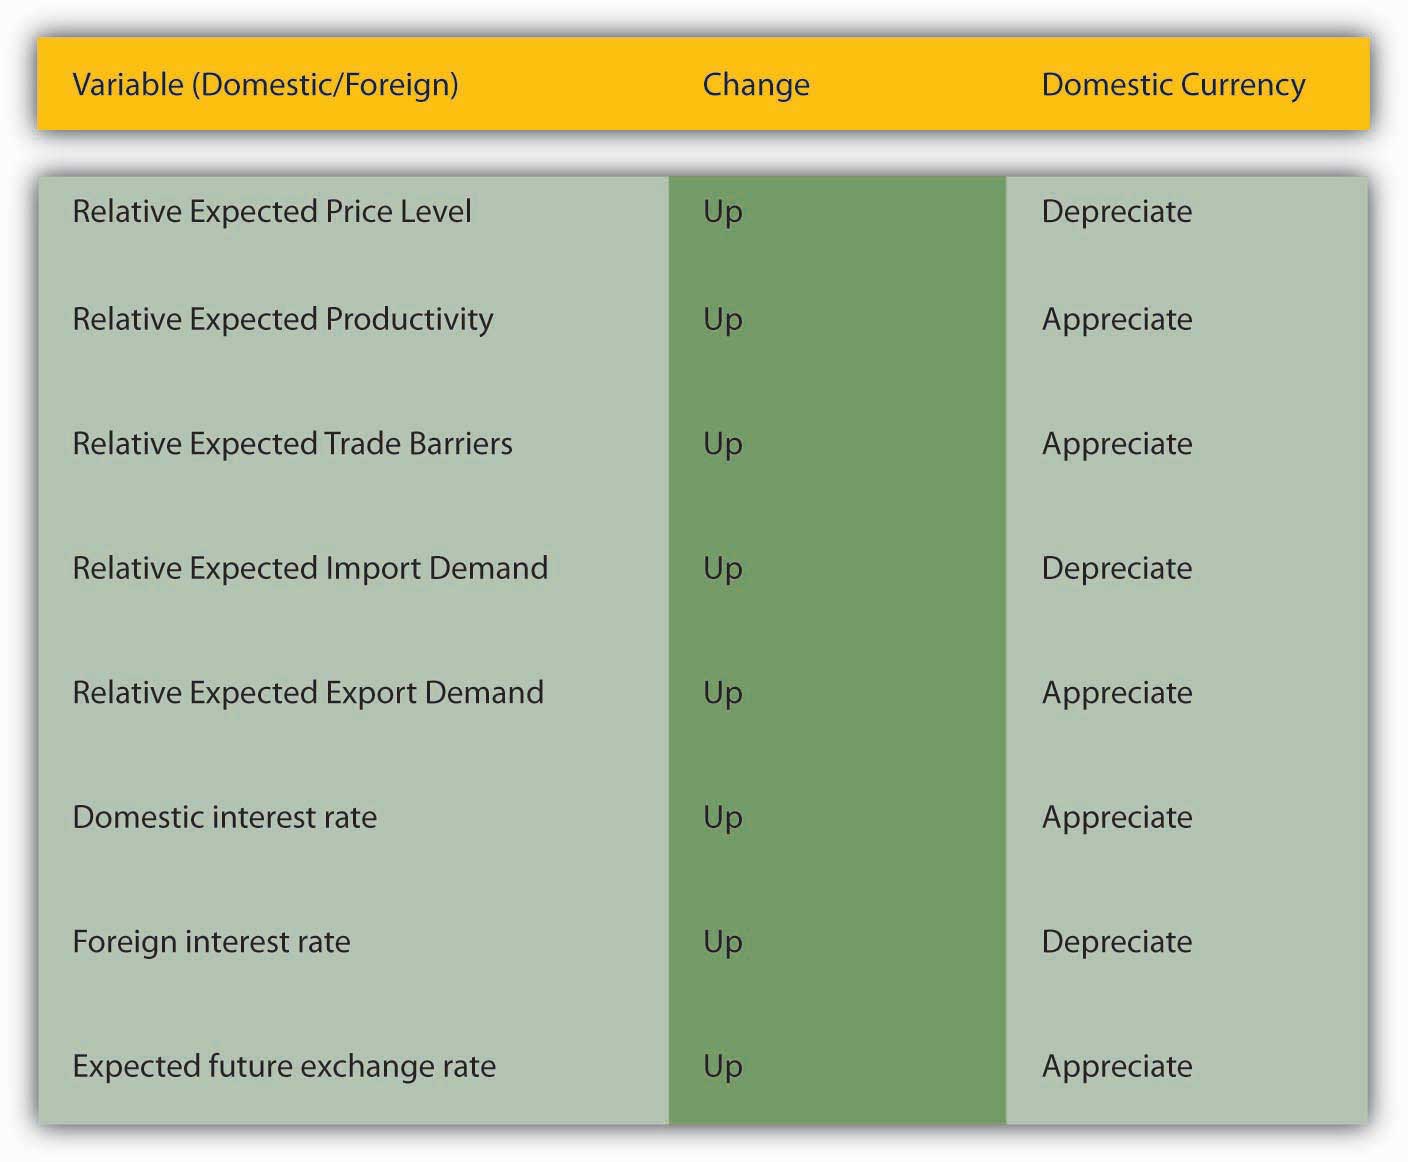 Variable (Domestic/Foreign) Change Domestic Currency
Relative Expected Price Level Up Depreciate
Relative Expected Productivity Up Appreciate
Relative Expected Trade Barriers Up Appreciate
Relative Expected Import Demand Up Depreciate
Relative Expected Export Demand Up Appreciate
Domestic interest rate Up Appreciate
Foreign interest rate Up Depreciate
Expected future exchange rate Up Appreciate